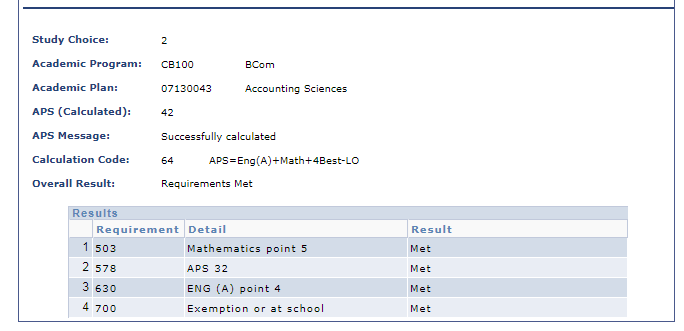 Study Choice: 2
Academic Program: CB100 BCom
Academic Plan: 07130043 Accounting Sciences
APS (Calculated): 42
APS Message: Successfully calculated
Calculation Code: 64 APS=Eng(A)+Math+4Best-LO
Overall Result: Requirements Met
Results
Requirement Detail Result
1 503 Mathematics point 5 Met
2 578 APS 32 Met
3 630 ENG (A) point 4 Met
4 700 Exemption or at school Met